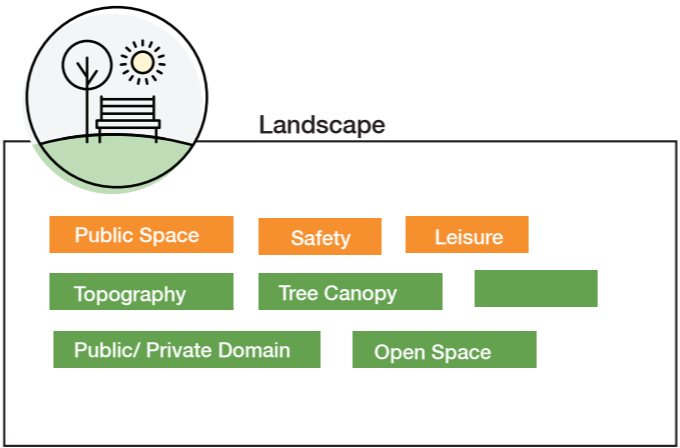 Landscape
Public Space
Safety
Leisure
Topography
Tree Canopy
Public/ Private Domain
Open Space